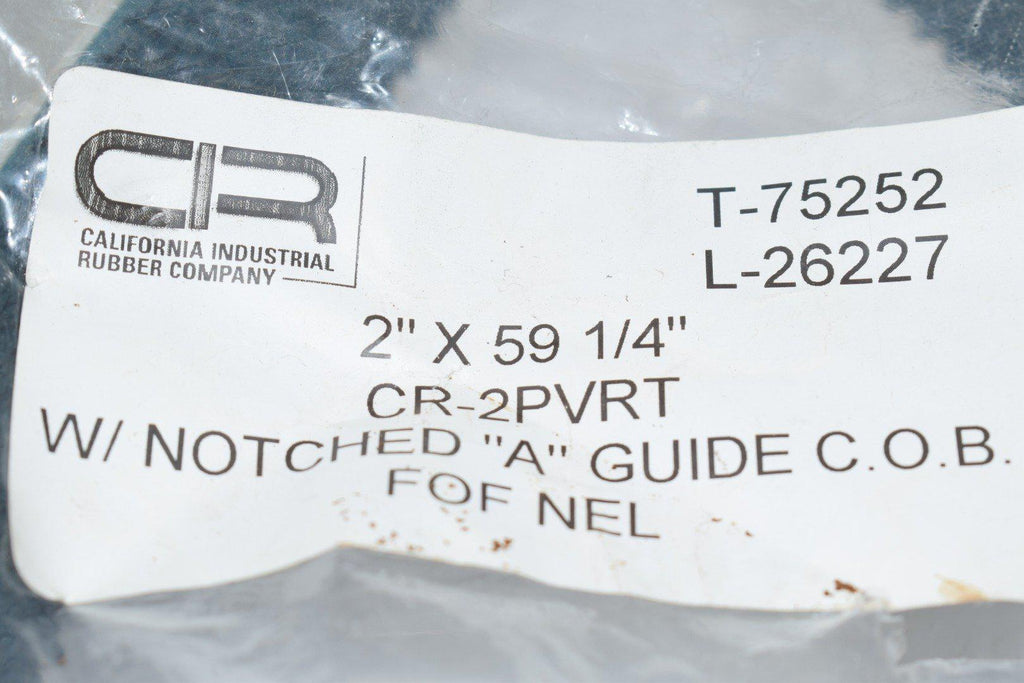 CIR
CALIFORNIA INDUSTRIAL
RUBBER COMPANY
T-75252
L-26227
2" X 59 1/4"
CR-2PVRT
W/ NOTCHED "A" GUIDE C.O.B.
FOF NEL